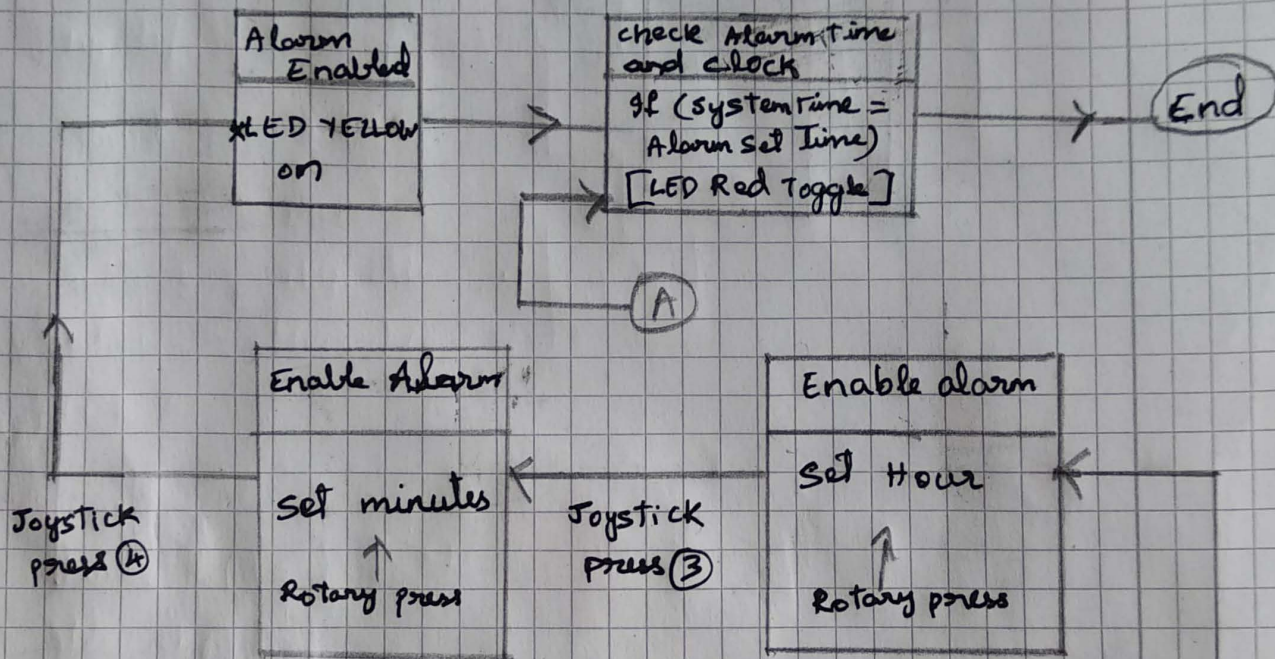 Alarm
Enabled
*LED YELLOW
on
check Alarm time
and clock
If (system time =
Alarm set Time)
[LED Red Toggle]
End
A
Enable Alarm
Set minutes
Rotary press
Joystick
press ④
Joystick
press ③
Enable alarm
Set Hour
Rotary press